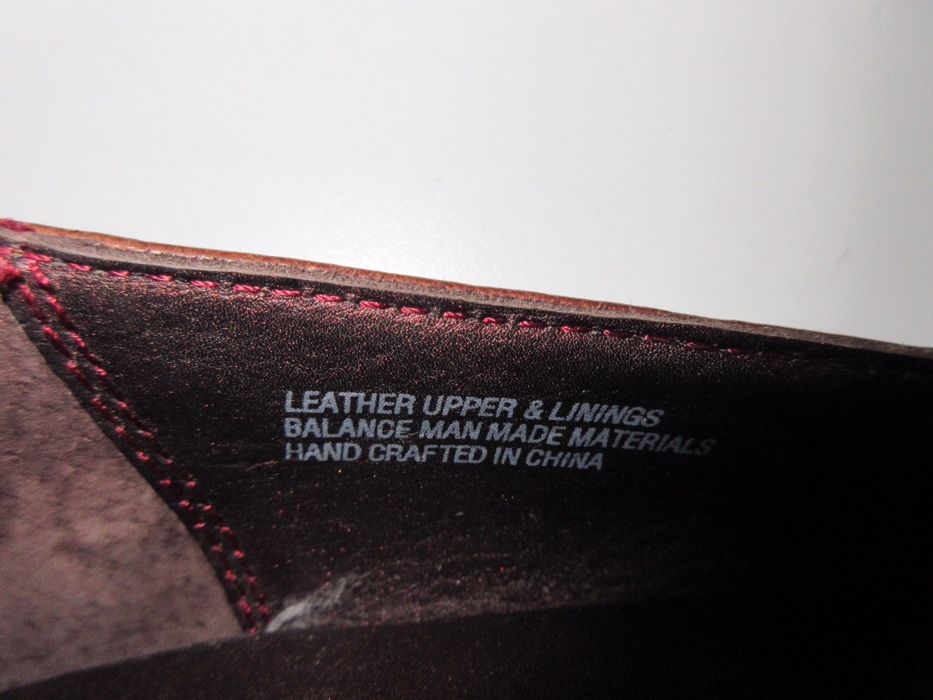 LEATHER UPPER & LININGS
BALANCE MAN MADE MATERIALS
HAND CRAFTED IN CHINA